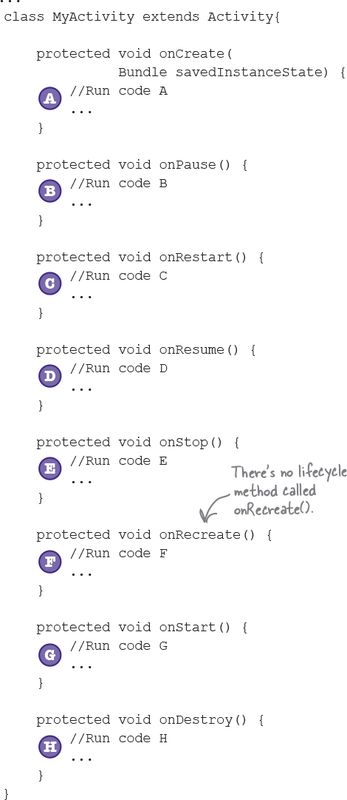 ...
class MyActivity extends Activity{
protected void onCreate(
Bundle savedInstanceState) {
A //Run code A
...
}
protected void onPause() {
B //Run code B
...
}
protected void onRestart() {
C //Run code C
...
}
protected void onResume() {
D //Run code D
...
}
protected void onStop() {
E //Run code E
...
}
There's no lifecycle
method called
onRecreate().
protected void onRecreate() {
F //Run code F
...
}
protected void onStart() {
G //Run code G
...
}
protected void onDestroy() {
H //Run code H
...
}
}